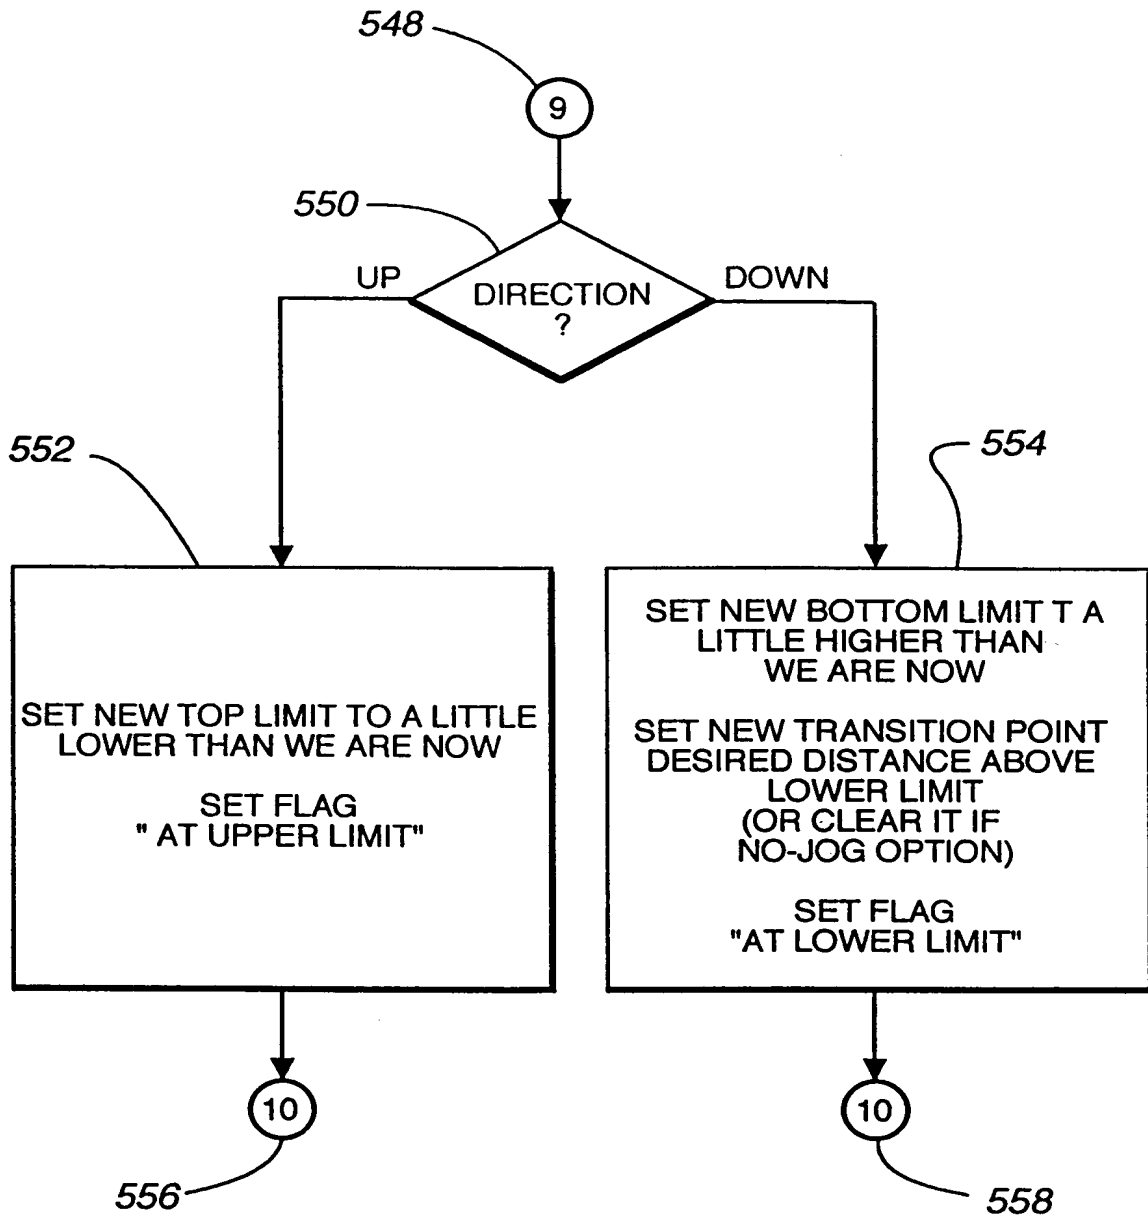 548
9
550
UP
DOWN
DIRECTION
?
552
554
SET NEW TOP LIMIT TO A LITTLE
LOWER THAN WE ARE NOW
SET FLAG
" AT UPPER LIMIT"
SET NEW BOTTOM LIMIT T A
LITTLE HIGHER THAN
WE ARE NOW
SET NEW TRANSITION POINT
DESIRED DISTANCE ABOVE
LOWER LIMIT
(OR CLEAR IT IF
NO-JOG OPTION)
SET FLAG
"AT LOWER LIMIT"
10
10
556
558